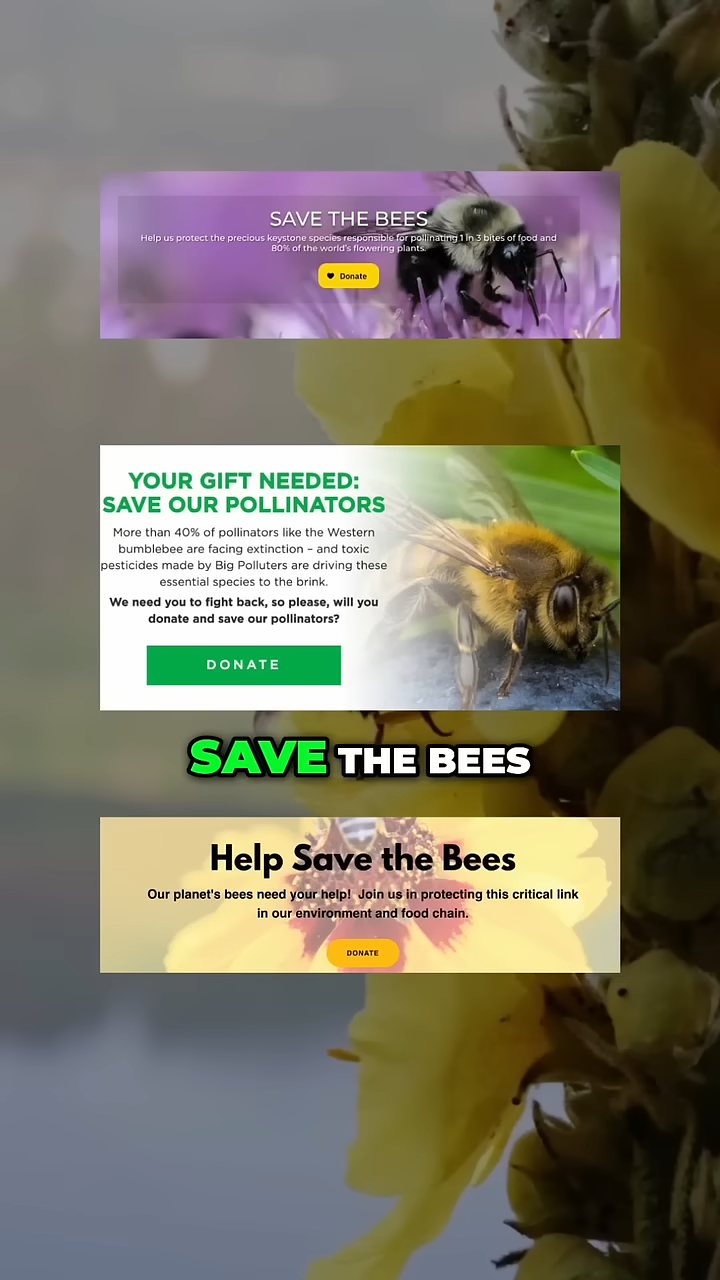 SAVE THE BEES
Help us protect the precious keystone species responsible for pollinating 1 in 3 bites of food and
80% of the world's flowering plants.
Donate
YOUR GIFT NEEDED:
SAVE OUR POLLINATORS
More than 40% of pollinators like the Western
bumblebee are facing extinction – and toxic
pesticides made by Big Polluters are driving these
essential species to the brink.
We need you to fight back, so please, will you
donate and save our pollinators?
DONATE
SAVE THE BEES
Help Save the Bees
Our planet's bees need your help! Join us in protecting this critical link
in our environment and food chain.
DONATE